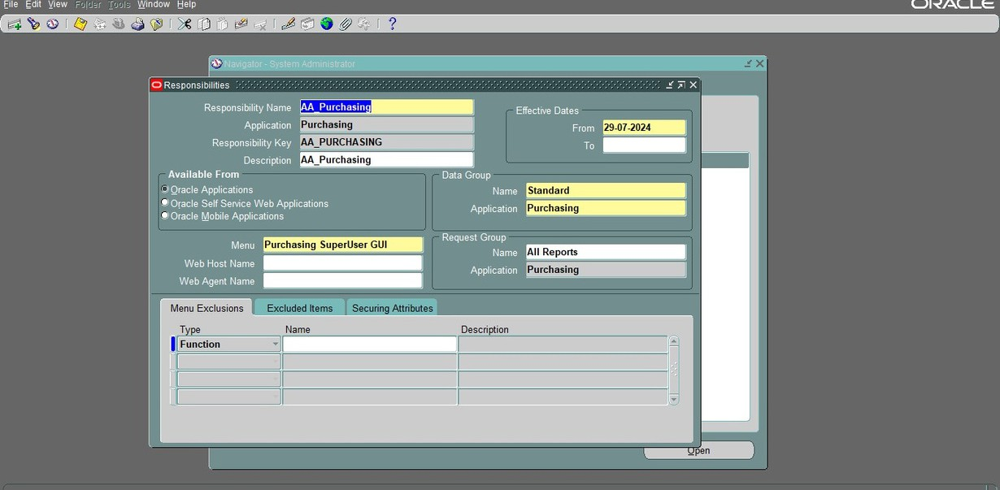 File Edit View Folder Tools Window Help
ORACLE
Navigator - System Administrator
Responsibilities
Responsibility Name AA_Purchasing
Application Purchasing
Responsibility Key AA_PURCHASING
Description AA_Purchasing
Effective Dates
From 29-07-2024
To
Available From
Oracle Applications
Oracle Self Service Web Applications
Oracle Mobile Applications
Data Group
Name Standard
Application Purchasing
Menu Purchasing SuperUser GUI
Web Host Name
Web Agent Name
Request Group
Name All Reports
Application Purchasing
Menu Exclusions Excluded Items Securing Attributes
Type Name Description
Function
Open